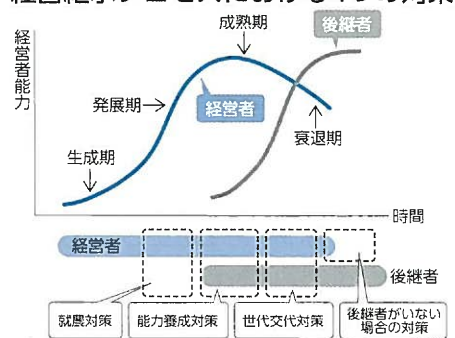 後継者
成熟期
経営者能力
発展期
経営者
衰退期
生成期
時間
経営者
後継者
就農対策
能力養成対策
世代交代対策
後継者がいない
場合の対策